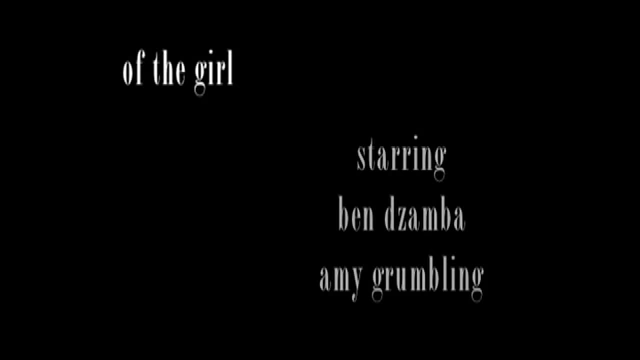 of the girl
starring
ben dzamba
amy grumbling